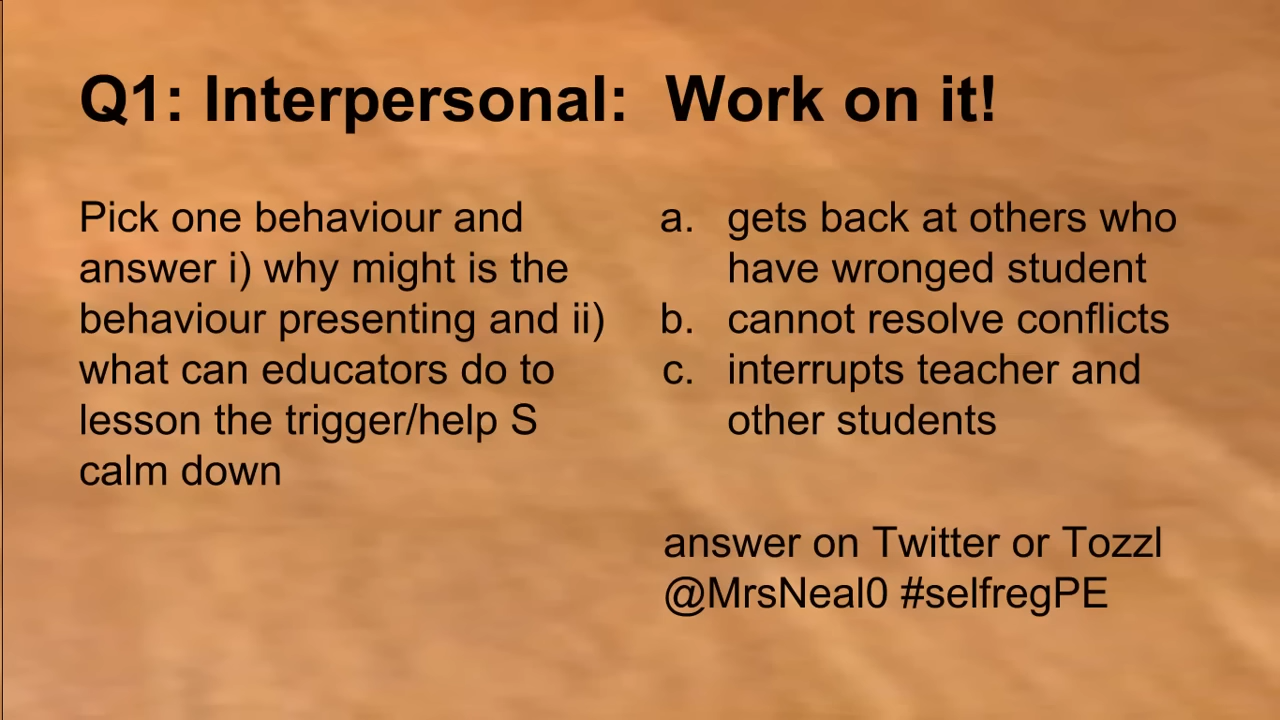 Q1: Interpersonal: Work on it!
Pick one behaviour and
answer i) why might is the
behaviour presenting and ii)
what can educators do to
lesson the trigger/help S
calm down
a. gets back at others who
have wronged student
b. cannot resolve conflicts
c. interrupts teacher and
other students
answer on Twitter or Tozzl
@MrsNeal0 #selfregPE